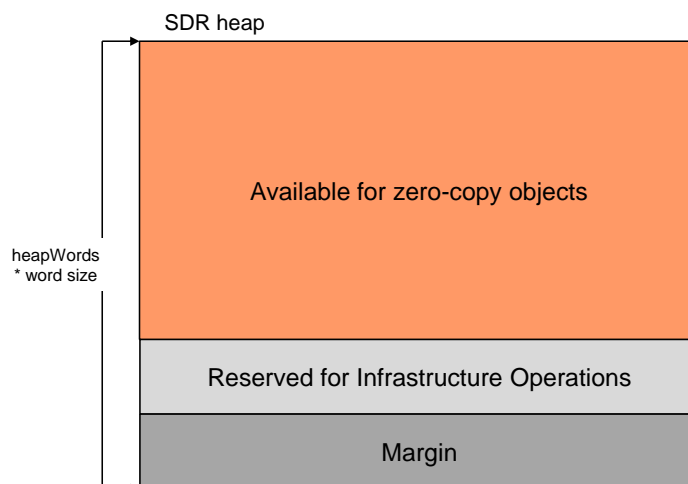 SDR heap
Available for zero-copy objects
heapWords
* word size
Reserved for Infrastructure Operations
Margin